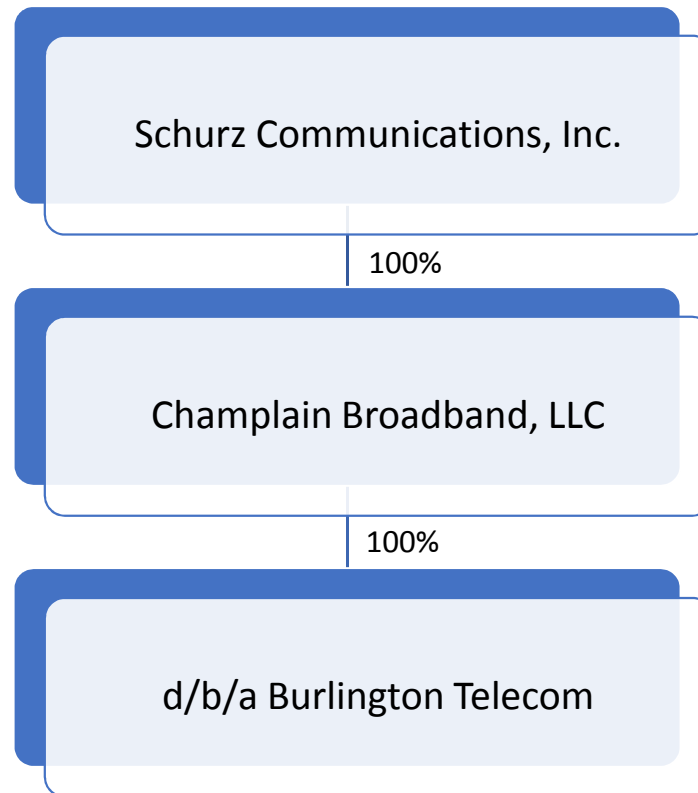 Schurz Communications, Inc.
100%
Champlain Broadband, LLC
100%
d/b/a Burlington Telecom